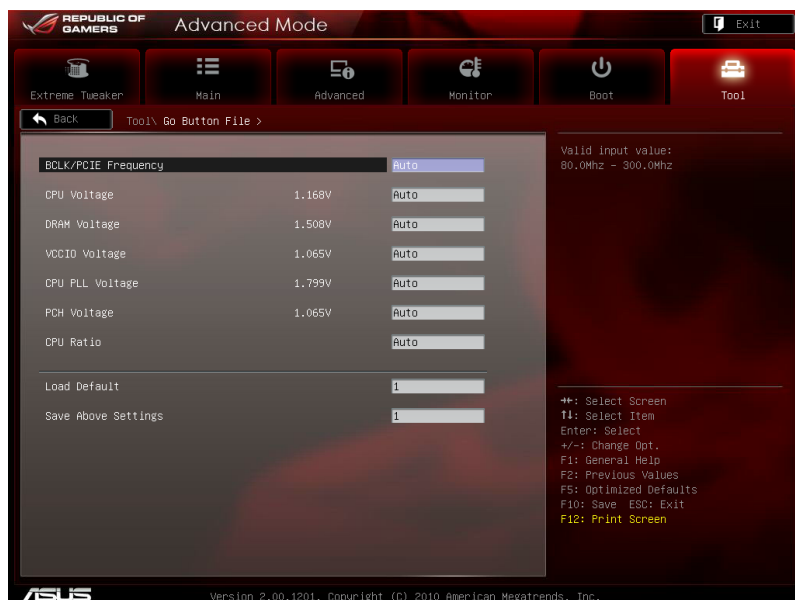 REPUBLIC OF GAMERS
Advanced Mode
Exit
Extreme Tweaker
Main
Advanced
Monitor
Boot
Tool
Back
Tool\ Go Button File >
BCLK/PCIE Frequency Auto
CPU Voltage 1.168V Auto
DRAM Voltage 1.508V Auto
VCCIO Voltage 1.065V Auto
CPU PLL Voltage 1.799V Auto
PCH Voltage 1.065V Auto
CPU Ratio Auto
Load Default 1
Save Above Settings 1
Valid input value:
80.0Mhz - 300.0Mhz
→←: Select Screen
↑↓: Select Item
Enter: Select
+/-: Change Opt.
F1: General Help
F2: Previous Values
F5: Optimized Defaults
F10: Save ESC: Exit
F12: Print Screen
ASUS
Version 2.00.1201. Copyright (C) 2010 American Megatrends, Inc.